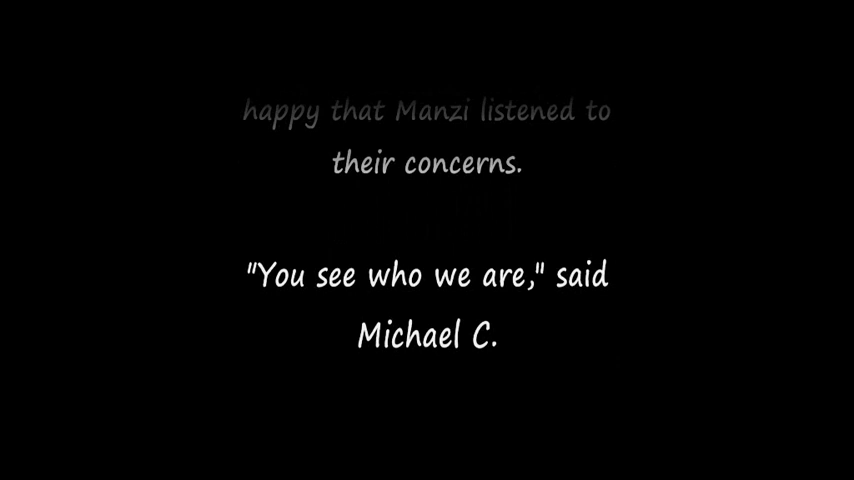 happy that Manzi listened to
their concerns.
"You see who we are," said
Michael C.